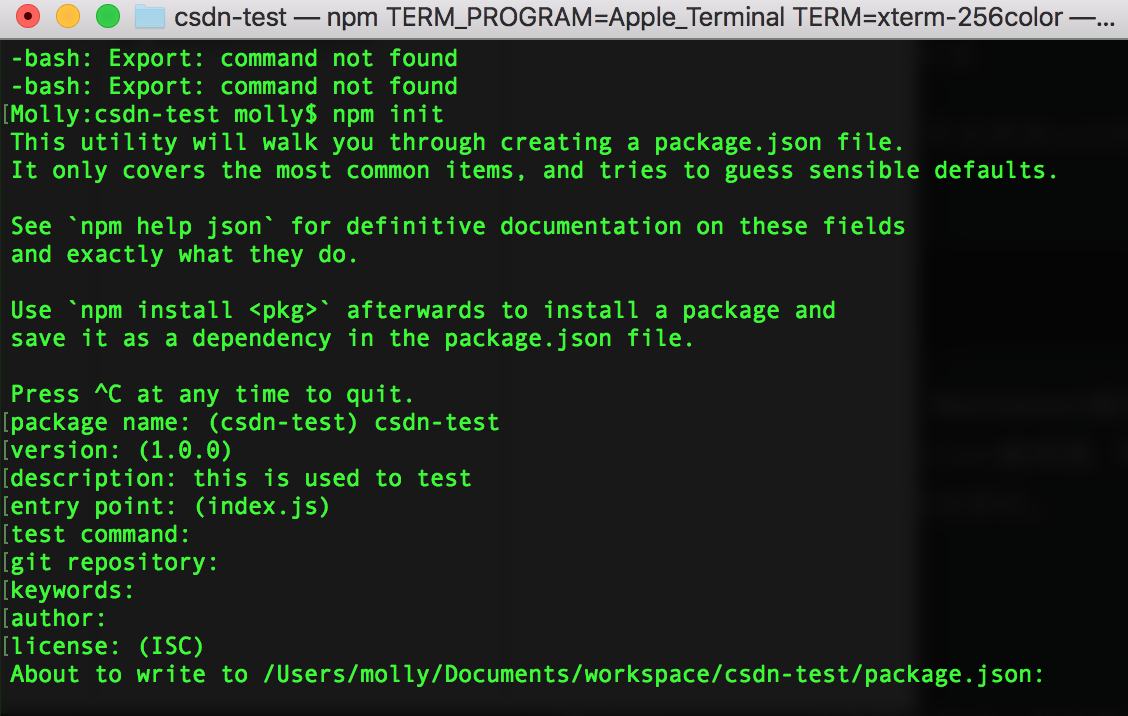 csdn-test — npm TERM_PROGRAM=Apple_Terminal TERM=xterm-256color —...
-bash: Export: command not found
-bash: Export: command not found
[Molly:csdn-test molly$ npm init
This utility will walk you through creating a package.json file.
It only covers the most common items, and tries to guess sensible defaults.
See `npm help json` for definitive documentation on these fields
and exactly what they do.
Use `npm install <pkg>` afterwards to install a package and
save it as a dependency in the package.json file.
Press ^C at any time to quit.
[package name: (csdn-test) csdn-test
[version: (1.0.0)
[description: this is used to test
[entry point: (index.js)
[test command:
[git repository:
[keywords:
[author:
[license: (ISC)
About to write to /Users/molly/Documents/workspace/csdn-test/package.json: